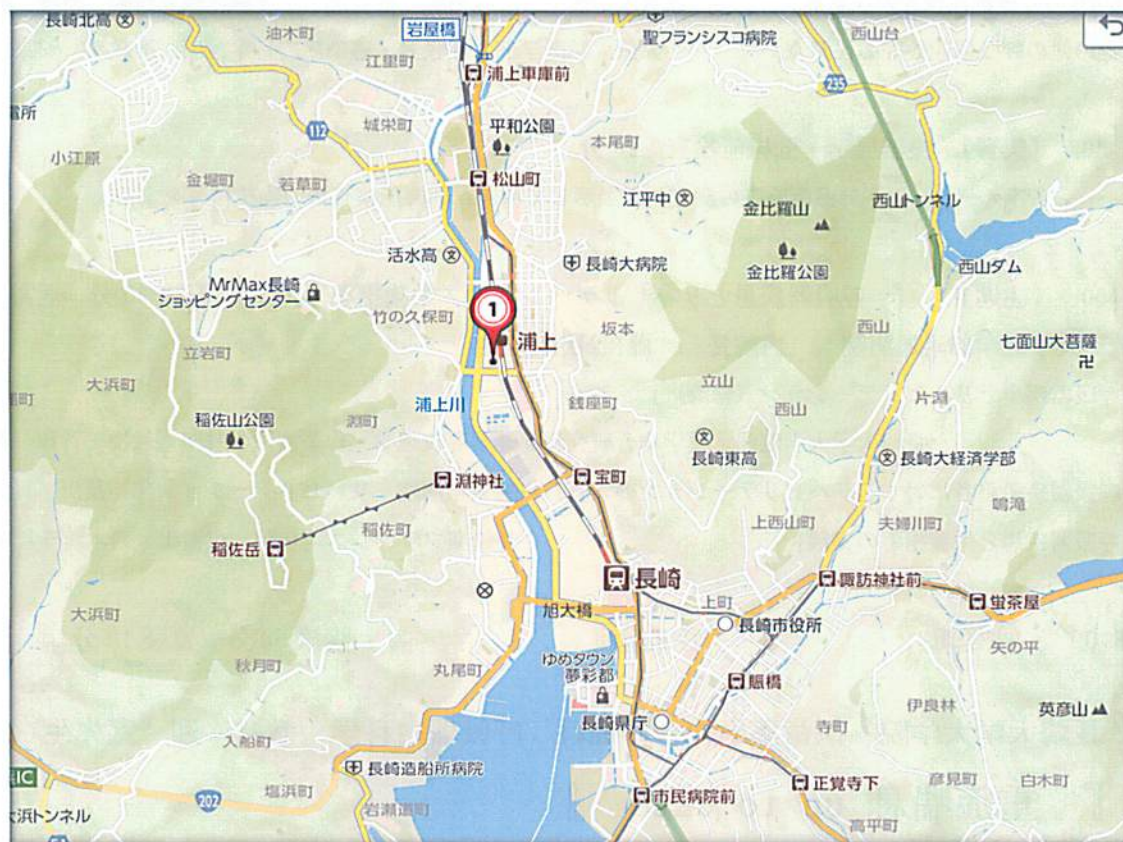 長崎北高
油木町
岩屋橋
聖フランシスコ病院
西山台
江里町
浦上車庫前
235
城栄町
112
平和公園
本尾町
小江原
金堀町
若草町
松山町
江平中
金比羅山
西山トンネル
活水高
長崎大病院
金比羅公園
西山ダム
MrMax長崎
ショッピングセンター
竹の久保町
1
浦上
坂本
西山
七面山大菩薩
立岩町
大浜町
立山
稲佐山公園
浦上川
銭座町
西山
片淵
渕町
長崎東高
長崎大経済学部
淵神社
宝町
鳴滝
稲佐町
上西山町
夫婦川町
稲佐岳
長崎
諏訪神社前
大浜町
旭大橋
上町
長崎市役所
蛍茶屋
矢の平
秋月町
丸尾町
ゆめタウン
夢彩都
賑橋
伊良林
英彦山
長崎県庁
寺町
入船町
IC
長崎造船所病院
正覚寺下
彦見町
白木町
塩浜町
202
市民病院前
大浜トンネル
岩瀬道町
高平町